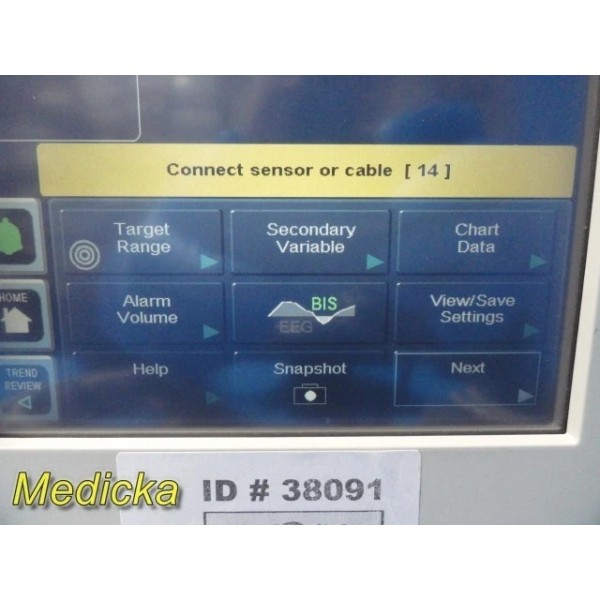 Connect sensor or cable [ 14 ]
Target
Range
Secondary
Variable
Chart
Data
HOME
Alarm
Volume
BIS
EEG
View/Save
Settings
TREND
REVIEW
Help
Snapshot
Next
Medicka
ID # 38091